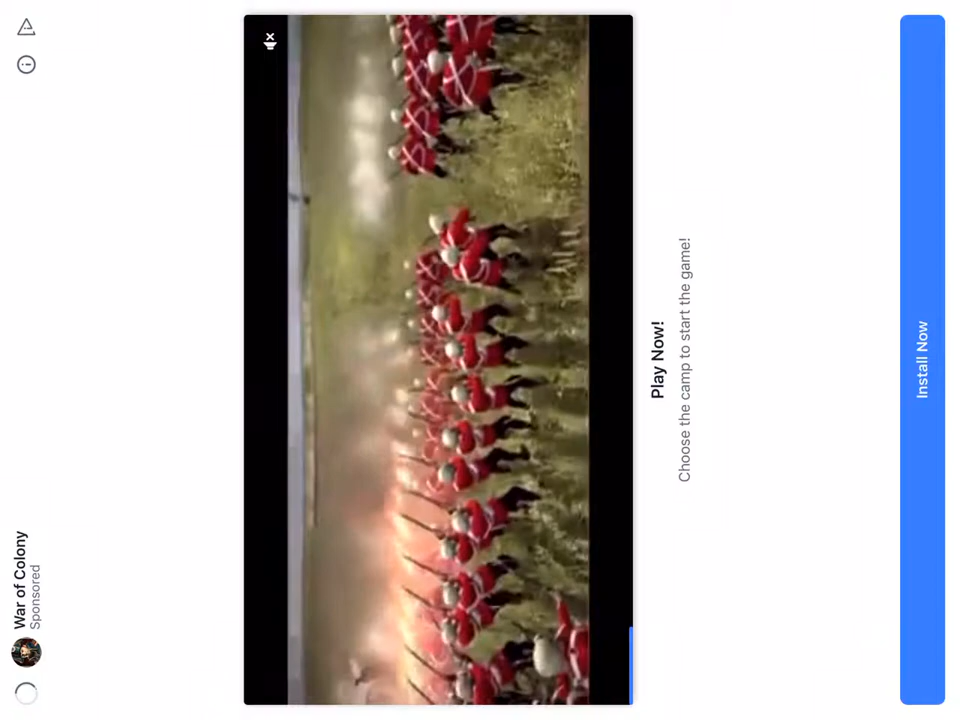 War of Colony
Sponsored
Play Now!
Choose the camp to start the game!
Install Now